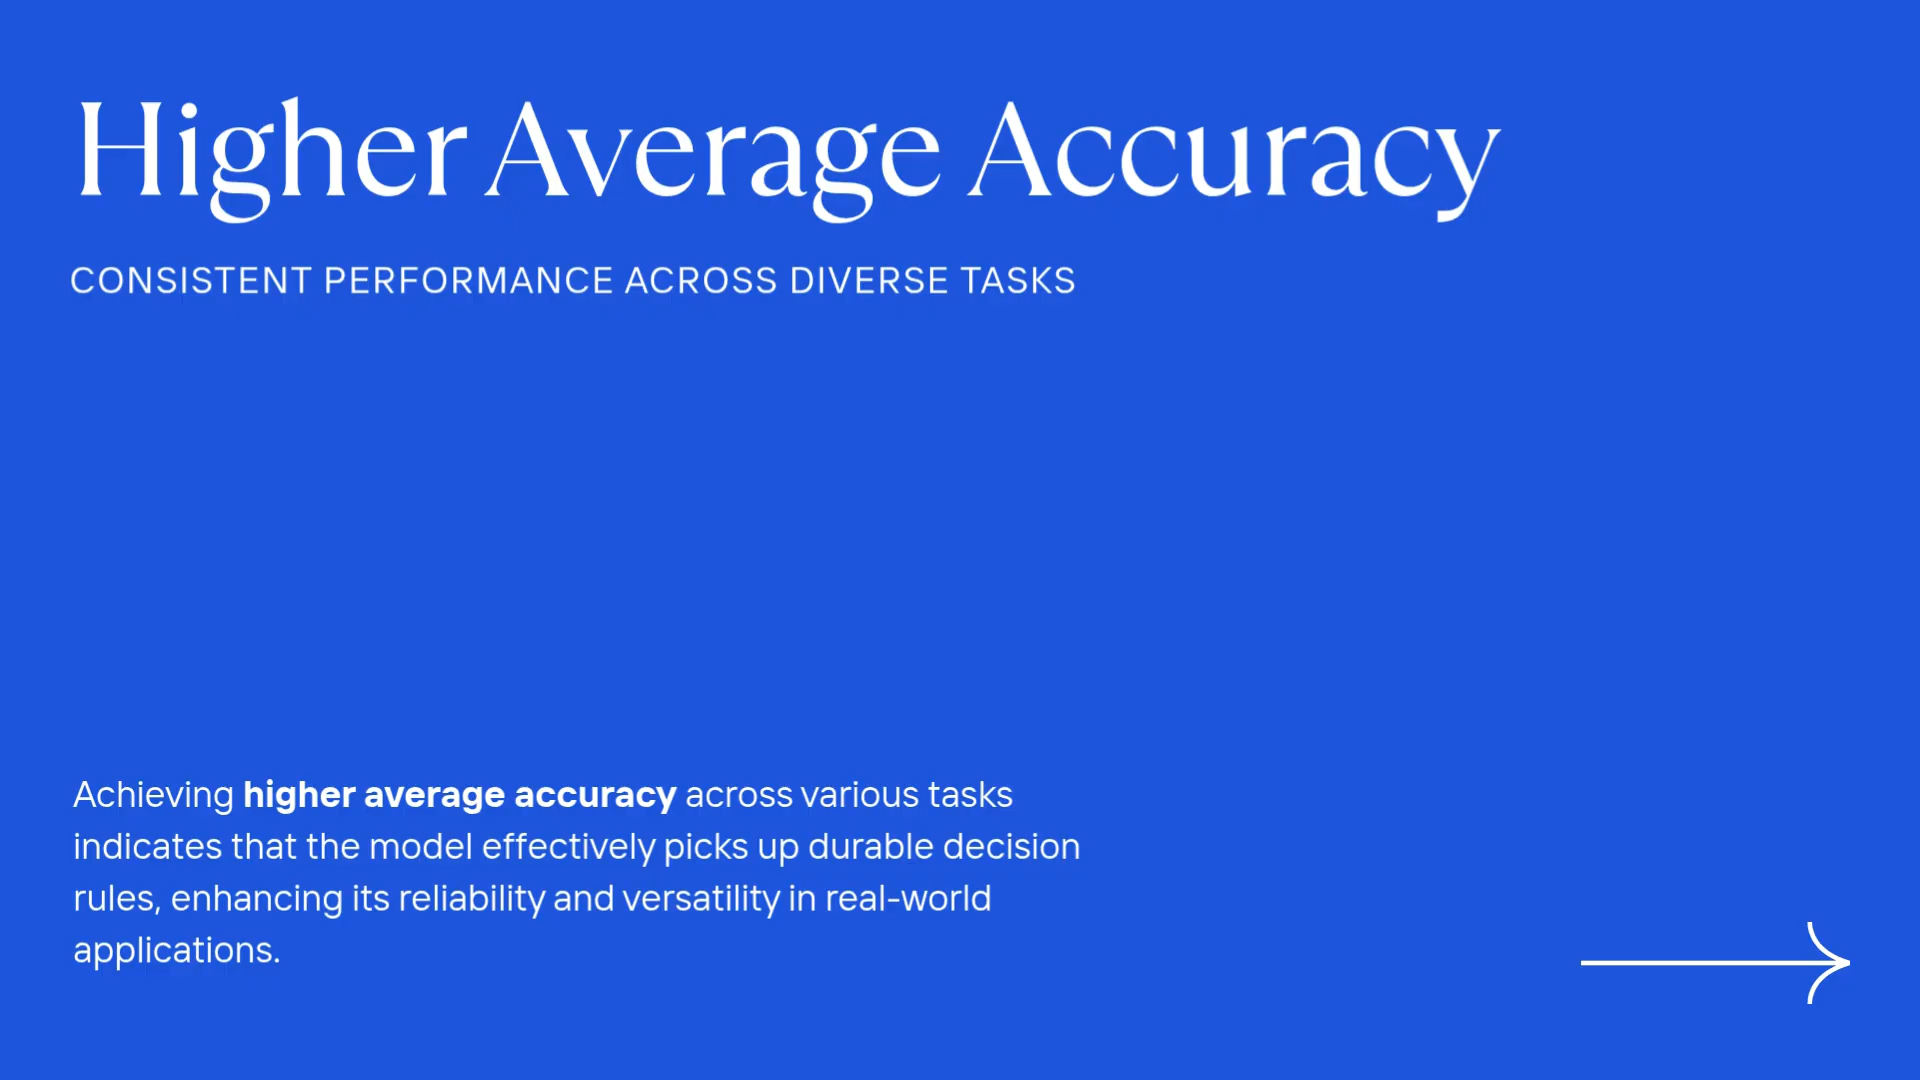 Higher Average Accuracy
CONSISTENT PERFORMANCE ACROSS DIVERSE TASKS
Achieving higher average accuracy across various tasks
indicates that the model effectively picks up durable decision
rules, enhancing its reliability and versatility in real-world
applications.